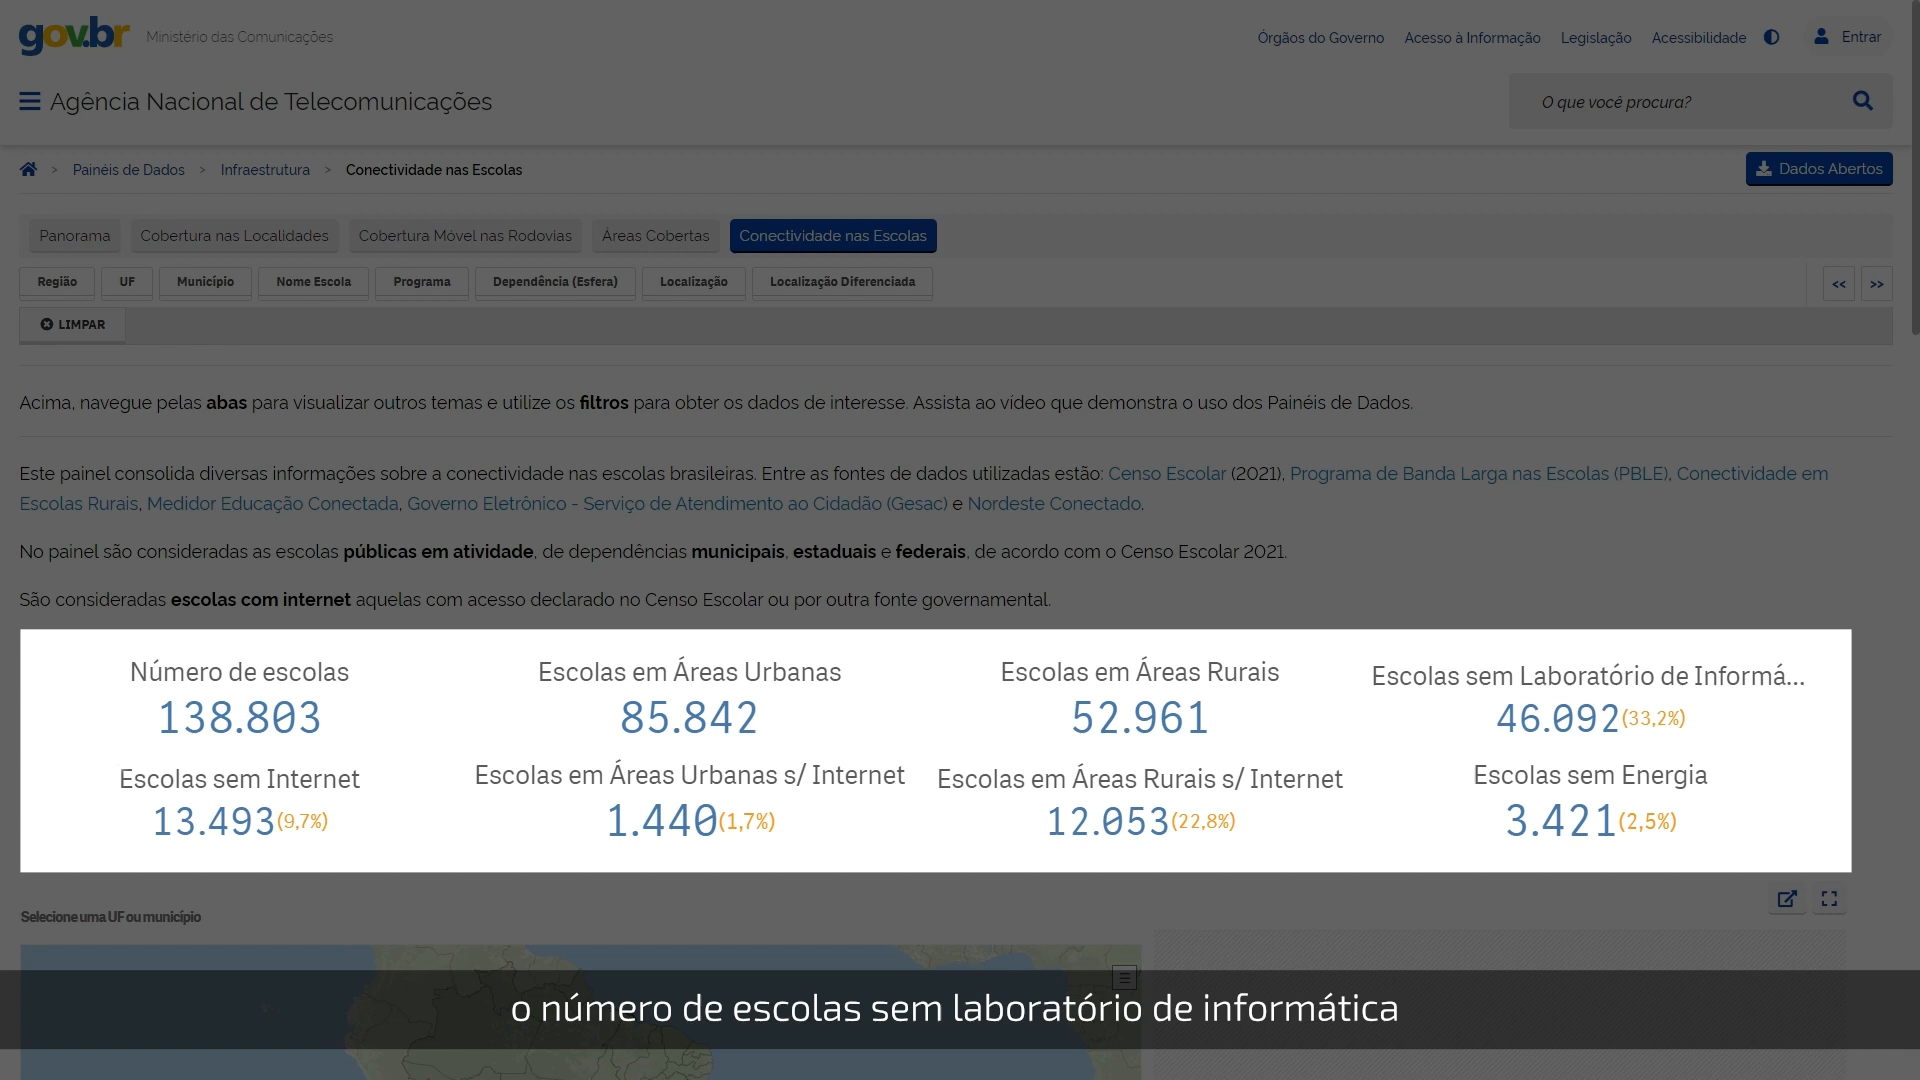 gov.br Ministério das Comunicações Órgãos do Governo Acesso à Informação Legislação Acessibilidade Entrar
Agência Nacional de Telecomunicações O que você procura?
> Painéis de Dados > Infraestrutura > Conectividade nas Escolas Dados Abertos
Panorama Cobertura nas Localidades Cobertura Móvel nas Rodovias Áreas Cobertas Conectividade nas Escolas
Região UF Município Nome Escola Programa Dependência (Esfera) Localização Localização Diferenciada << >>
LIMPAR
Acima, navegue pelas abas para visualizar outros temas e utilize os filtros para obter os dados de interesse. Assista ao vídeo que demonstra o uso dos Painéis de Dados.
Este painel consolida diversas informações sobre a conectividade nas escolas brasileiras. Entre as fontes de dados utilizadas estão: Censo Escolar (2021), Programa de Banda Larga nas Escolas (PBLE), Conectividade em
Escolas Rurais, Medidor Educação Conectada, Governo Eletrônico - Serviço de Atendimento ao Cidadão (Gesac) e Nordeste Conectado.
No painel são consideradas as escolas públicas em atividade, de dependências municipais, estaduais e federais, de acordo com o Censo Escolar 2021.
São consideradas escolas com internet aquelas com acesso declarado no Censo Escolar ou por outra fonte governamental.
Número de escolas Escolas em Áreas Urbanas Escolas em Áreas Rurais Escolas sem Laboratório de Informá...
138.803 85.842 52.961 46.092(33,2%)
Escolas sem Internet Escolas em Áreas Urbanas s/ Internet Escolas em Áreas Rurais s/ Internet Escolas sem Energia
13.493(9,7%) 1.440(1,7%) 12.053(22,8%) 3.421(2,5%)
Selecione uma UF ou município
o número de escolas sem laboratório de informática